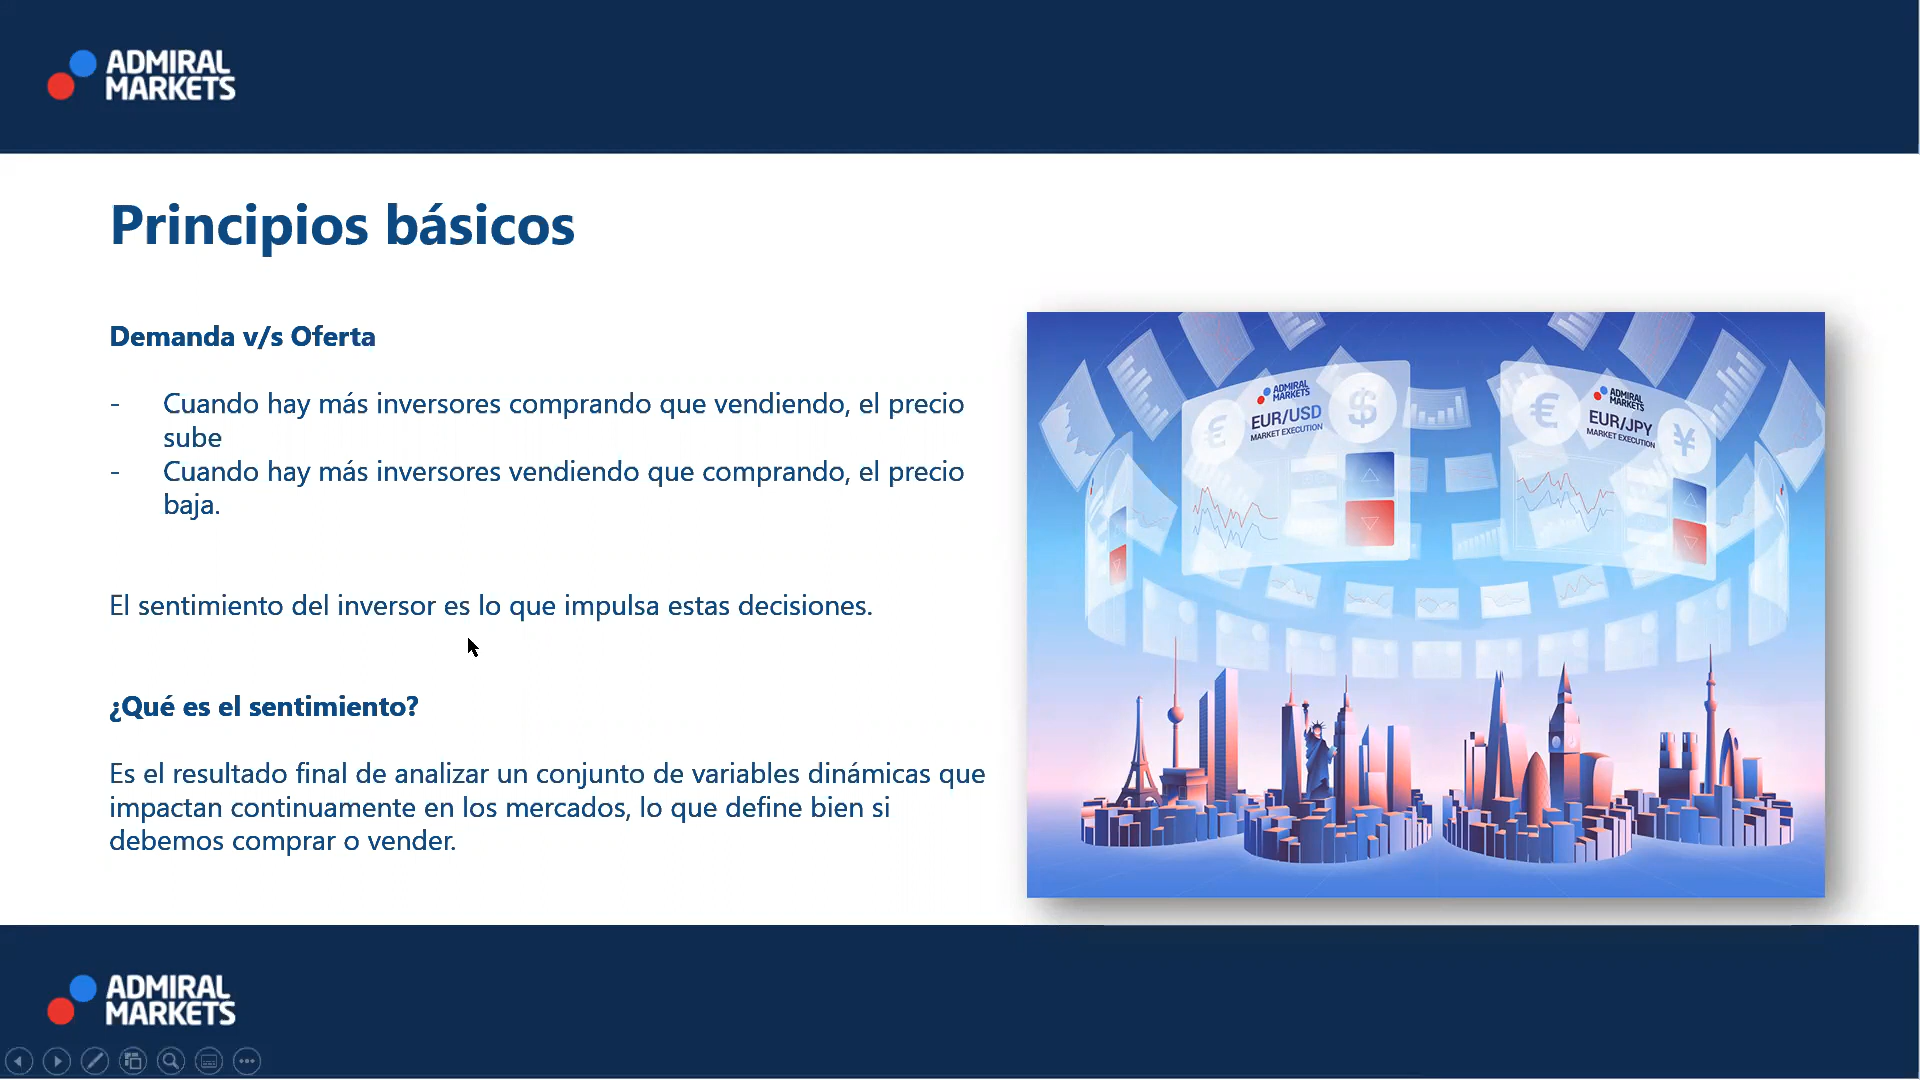 ADMIRAL
MARKETS
Principios básicos
Demanda v/s Oferta
- Cuando hay más inversores comprando que vendiendo, el precio
sube
- Cuando hay más inversores vendiendo que comprando, el precio
baja.
El sentimiento del inversor es lo que impulsa estas decisiones.
¿Qué es el sentimiento?
Es el resultado final de analizar un conjunto de variables dinámicas que
impactan continuamente en los mercados, lo que define bien si
debemos comprar o vender.
ADMIRAL
MARKETS
€
EUR/USD
$
MARKET EXECUTION
ADMIRAL
MARKETS
€
EUR/JPY
¥
MARKET EXECUTION
ADMIRAL
MARKETS